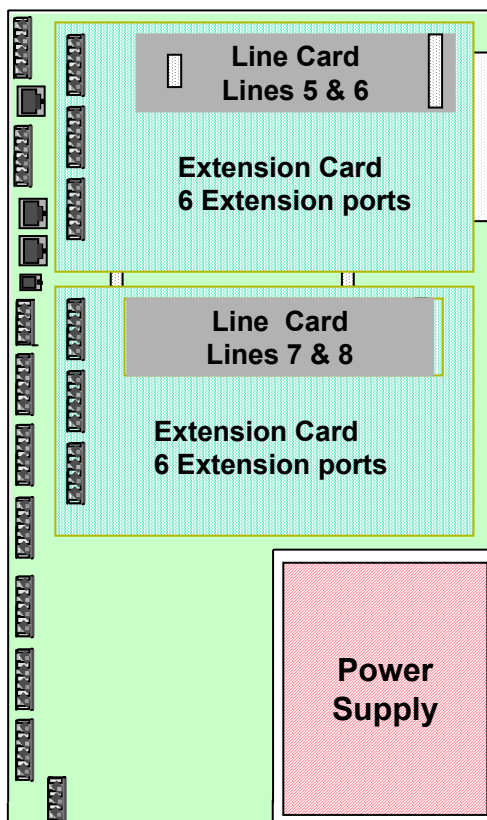 Line Card
Lines 5 & 6
Extension Card
6 Extension ports
Line Card
Lines 7 & 8
Extension Card
6 Extension ports
Power
Supply